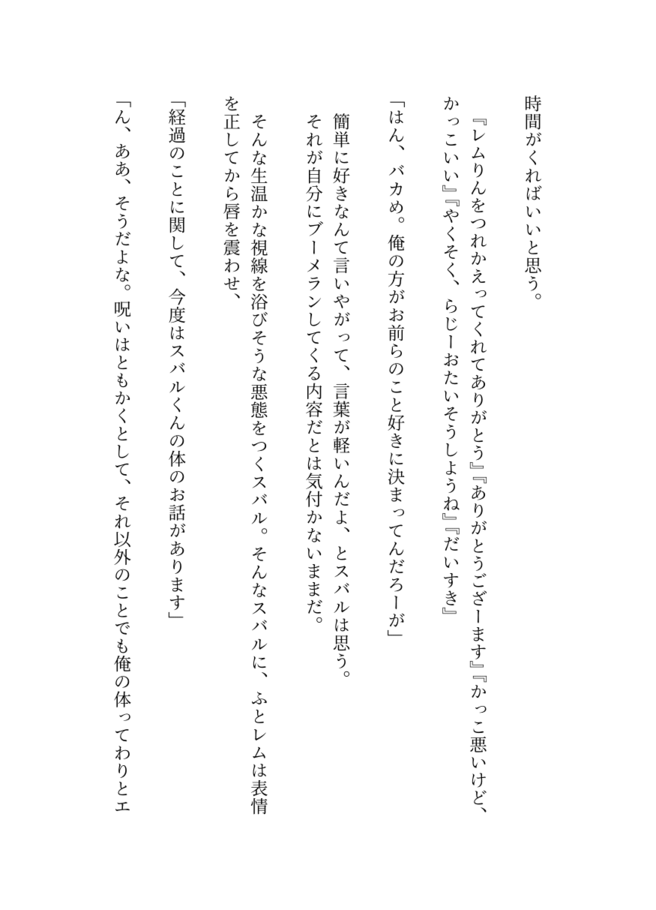 時間がくればいいと思う。
『レムりんをつれかえってくれてありがとう』『ありがとうござーます』『かっこ悪いけど、
かっこいい』『やくそく、らじーおたいそうしようね』『だいすき』
「はん、バカめ。俺の方がお前らのこと好きに決まってんだろーが」
簡単に好きなんて言いやがって、言葉が軽いんだよ、とスバルは思う。
それが自分にブーメランしてくる内容だとは気付かないままだ。
そんな生温かな視線を浴びそうな悪態をつくスバル。そんなスバルに、ふとレムは表情
を正してから唇を震わせ、
「経過のことに関して、今度はスバルくんの体のお話があります」
「ん、ああ、そうだよな。呪いはともかくとして、それ以外のことでも俺の体ってわりとエ